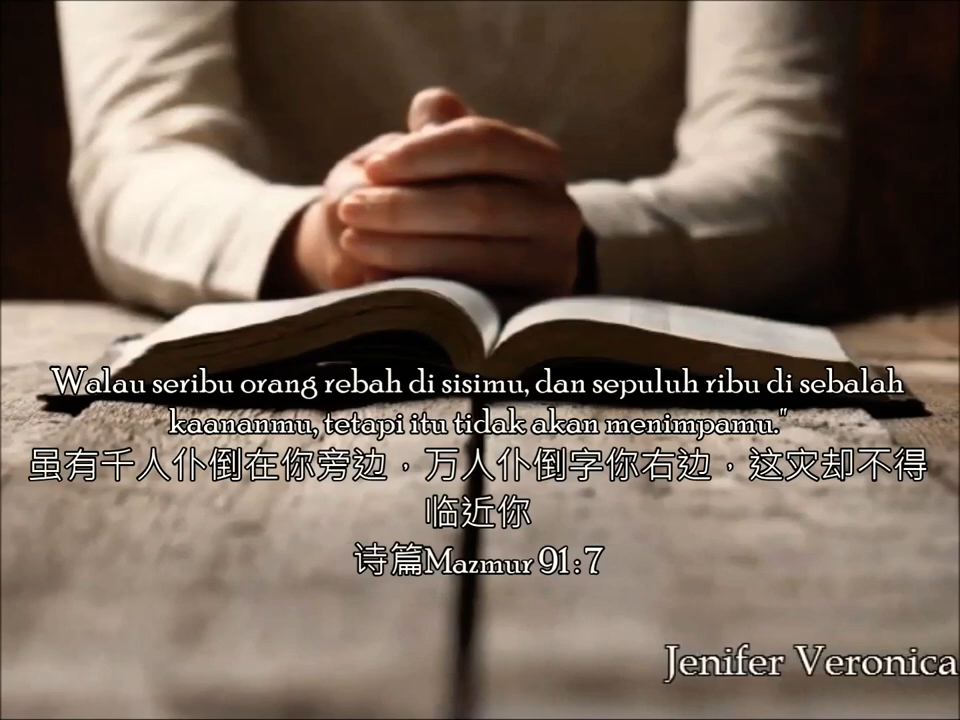 Walau seribu orang rebah di sisimu, dan sepuluh ribu di sebalah
kaananmu, tetapi itu tidak akan menimpamu."
虽有千人仆倒在你旁边，万人仆倒字你右边，这灾却不得
临近你
诗篇Mazmur 91:7
Jenifer Veronica